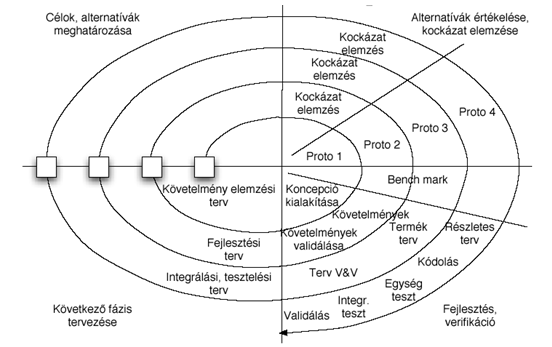 Célok, alternatívák
meghatározása
Alternatívák értékelése,
kockázat elemzése
Kockázat
elemzés
Kockázat
elemzés
Kockázat
elemzés
Proto 1
Proto 2
Proto 3
Proto 4
Követelmény elemzési
terv
Koncepció
kialakítása
Bench mark
Követelmények
Követelmények
validálása
Termék
terv
Részletes
terv
Fejlesztési
terv
Kódolás
Integrálási, tesztelési
terv
Terv V&V
Egység
teszt
Integr.
teszt
Validálás
Következő fázis
tervezése
Fejlesztés,
verifikáció